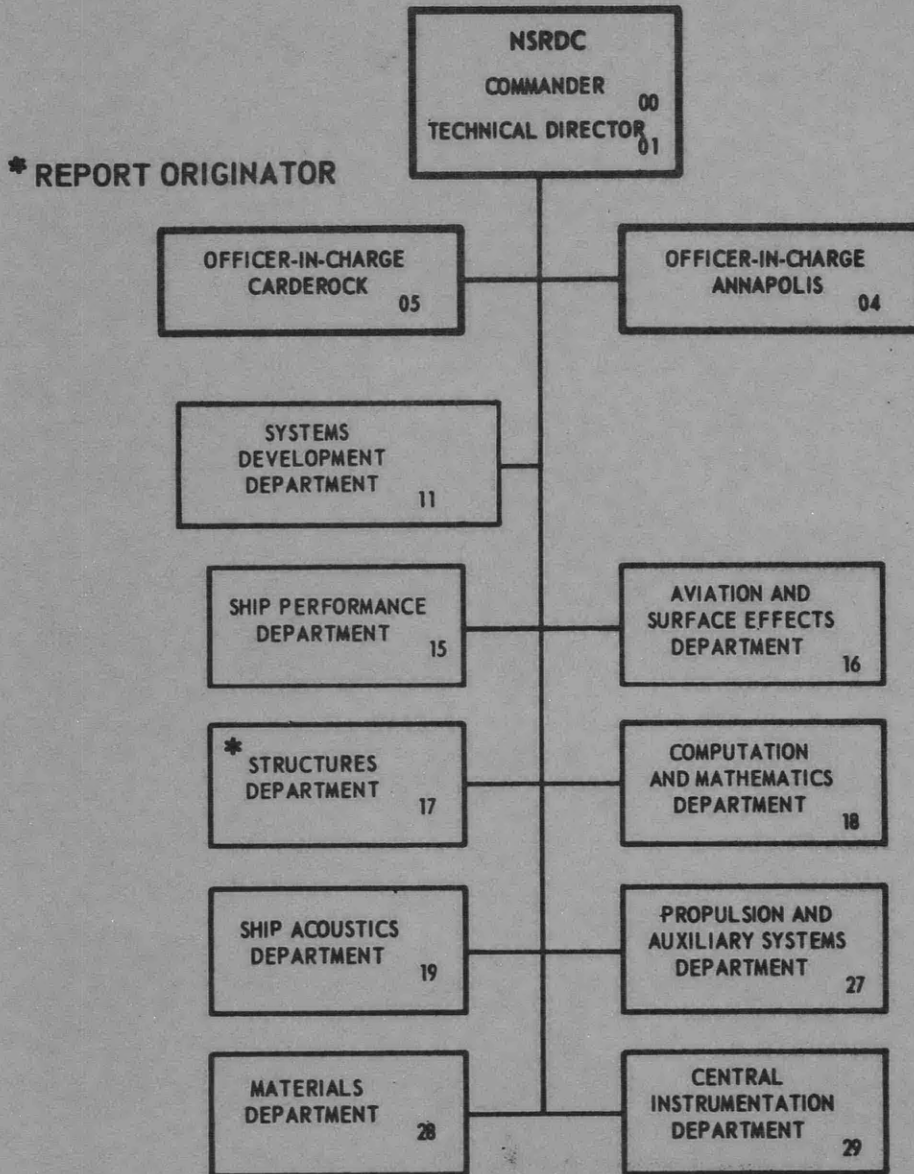 NSRDC
COMMANDER
00
TECHNICAL DIRECTOR
01
* REPORT ORIGINATOR
OFFICER-IN-CHARGE
CARDEROCK
05
OFFICER-IN-CHARGE
ANNAPOLIS
04
SYSTEMS
DEVELOPMENT
DEPARTMENT
11
SHIP PERFORMANCE
DEPARTMENT
15
AVIATION AND
SURFACE EFFECTS
DEPARTMENT
16
* STRUCTURES
DEPARTMENT
17
COMPUTATION
AND MATHEMATICS
DEPARTMENT
18
SHIP ACOUSTICS
DEPARTMENT
19
PROPULSION AND
AUXILIARY SYSTEMS
DEPARTMENT
27
MATERIALS
DEPARTMENT
28
CENTRAL
INSTRUMENTATION
DEPARTMENT
29